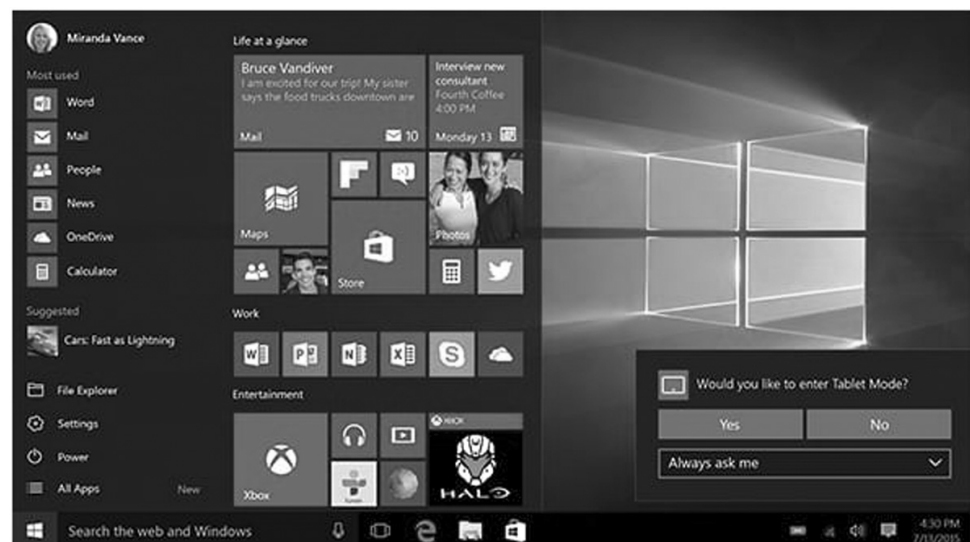 Miranda Vance
Most used
Word
Mail
People
News
OneDrive
Calculator
Suggested
Cars: Fast as Lightning
File Explorer
Settings
Power
All Apps New
Life at a glance
Bruce Vandiver
I am excited for our trip! My sister
says the food trucks downtown are
Mail 10
Interview new
consultant
Fourth Coffee
4:00 PM
Monday 13
Maps
Store
Photos
Work
Entertainment
Xbox
XBOX
HALO
Would you like to enter Tablet Mode?
Yes No
Always ask me
Search the web and Windows
4:30 PM
7/13/2015